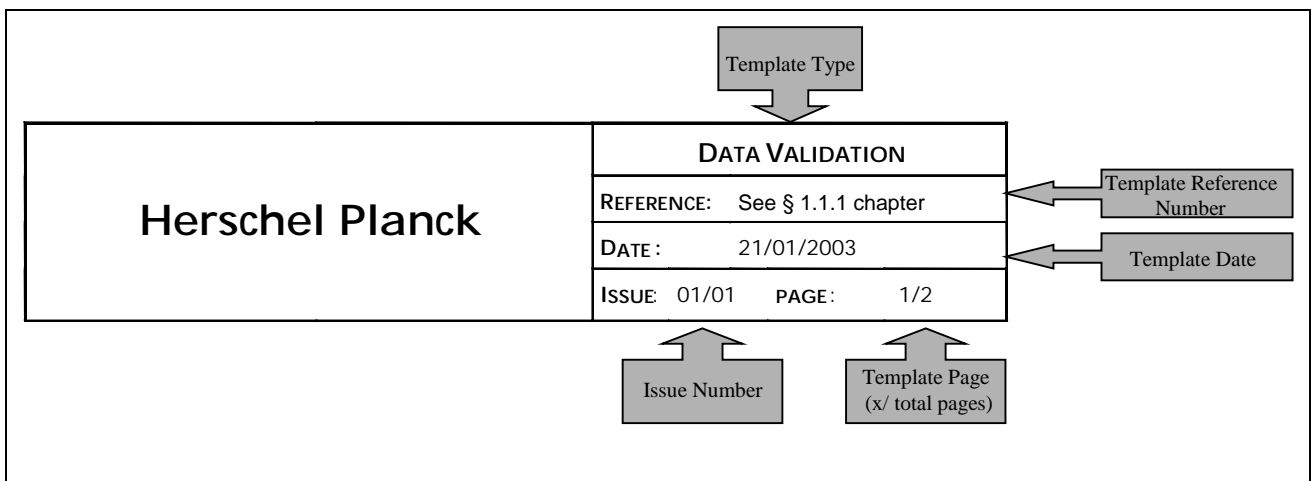 Template Type
Herschel Planck
DATA VALIDATION
REFERENCE: See § 1.1.1 chapter
DATE : 21/01/2003
ISSUE: 01/01 PAGE : 1/2
Template Reference
Number
Template Date
Issue Number
Template Page
(x/ total pages)